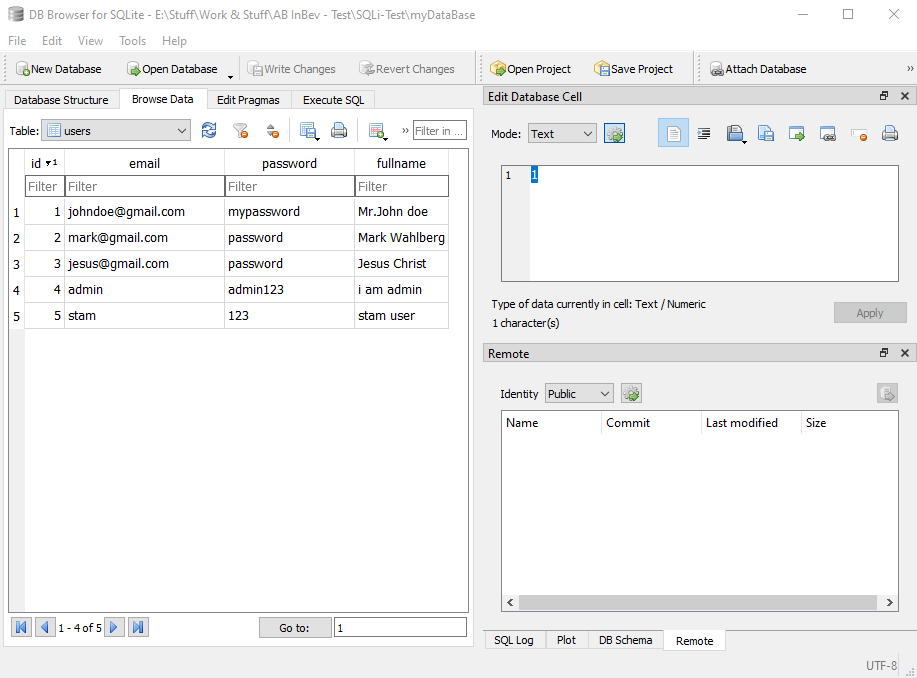 DB Browser for SQLite - E:\Stuff\Work & Stuff\AB InBev - Test\SQLi-Test\myDataBase
File Edit View Tools Help
New Database Open Database Write Changes Revert Changes Open Project Save Project Attach Database »
Database Structure Browse Data Edit Pragmas Execute SQL
Table: users » Filter in ...
id 1 email password fullname
Filter Filter Filter Filter
1 1 johndoe@gmail.com mypassword Mr.John doe
2 2 mark@gmail.com password Mark Wahlberg
3 3 jesus@gmail.com password Jesus Christ
4 4 admin admin123 i am admin
5 5 stam 123 stam user
1 - 4 of 5 Go to: 1
Edit Database Cell
Mode: Text
1 1
Type of data currently in cell: Text / Numeric
1 character(s)
Apply
Remote
Identity Public
Name Commit Last modified Size
SQL Log Plot DB Schema Remote
UTF-8